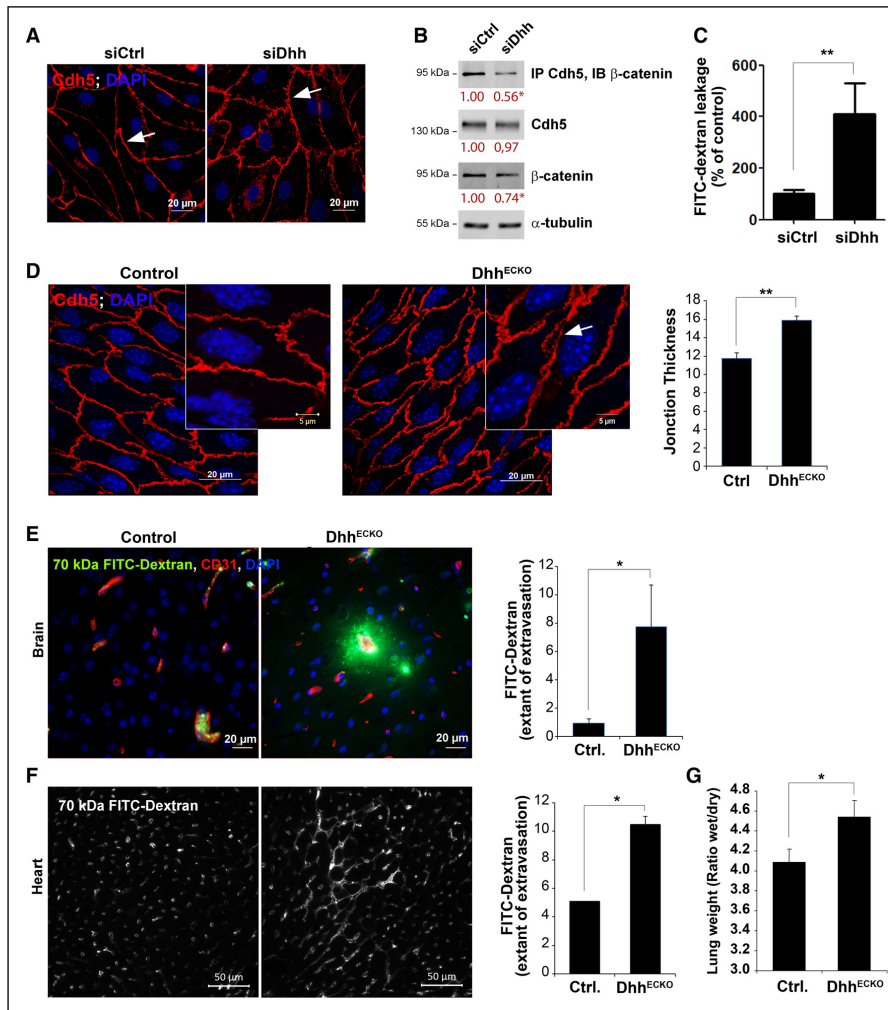 A
siCtrl
siDhh
Cdh5; DAPI
20 µm
20 µm
B
siCtrl
siDhh
95 kDa
IP Cdh5, IB β-catenin
1.00 0.56*
130 kDa
Cdh5
1.00 0,97
95 kDa
β-catenin
1.00 0.74*
55 kDa
α-tubulin
C
FITC-dextran leakage
(% of control)
600
400
200
100
0
**
siCtrl
siDhh
D
Control
Dhh^ECKO
Cdh5; DAPI
5 µm
20 µm
5 µm
20 µm
Jonction Thickness
18
16
14
12
10
8
6
4
2
0
**
Ctrl
Dhh^ECKO
E
Control
Dhh^ECKO
70 kDa FITC-Dextran, CD31, DAPI
Brain
20 µm
20 µm
FITC-Dextran
(extant of extravasation)
12
10
8
6
4
2
0
*
Ctrl.
Dhh^ECKO
F
70 kDa FITC-Dextran
Heart
50 µm
50 µm
FITC-Dextran
(extant of extravasation)
12
10
8
6
4
2
0
*
Ctrl.
Dhh^ECKO
G
Lung weight (Ratio wet/dry)
4.8
4.6
4.4
4.2
4.0
3.8
3.6
3.4
3.2
3.0
*
Ctrl.
Dhh^ECKO